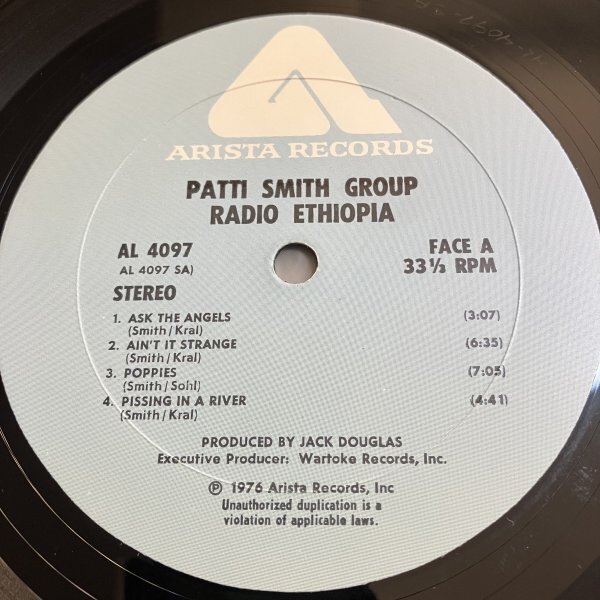 ARISTA RECORDS
PATTI SMITH GROUP
RADIO ETHIOPIA
AL 4097
FACE A
AL 4097 SA)
33⅓ RPM
STEREO
1. ASK THE ANGELS (3:07)
(Smith/Kral)
2. AIN'T IT STRANGE (6:35)
(Smith/Kral)
3. POPPIES (7:05)
(Smith/Sohl)
4. PISSING IN A RIVER (4:41)
(Smith/Kral)
PRODUCED BY JACK DOUGLAS
Executive Producer: Wartoke Records, Inc.
℗ 1976 Arista Records, Inc
Unauthorized duplication is a
violation of applicable laws.